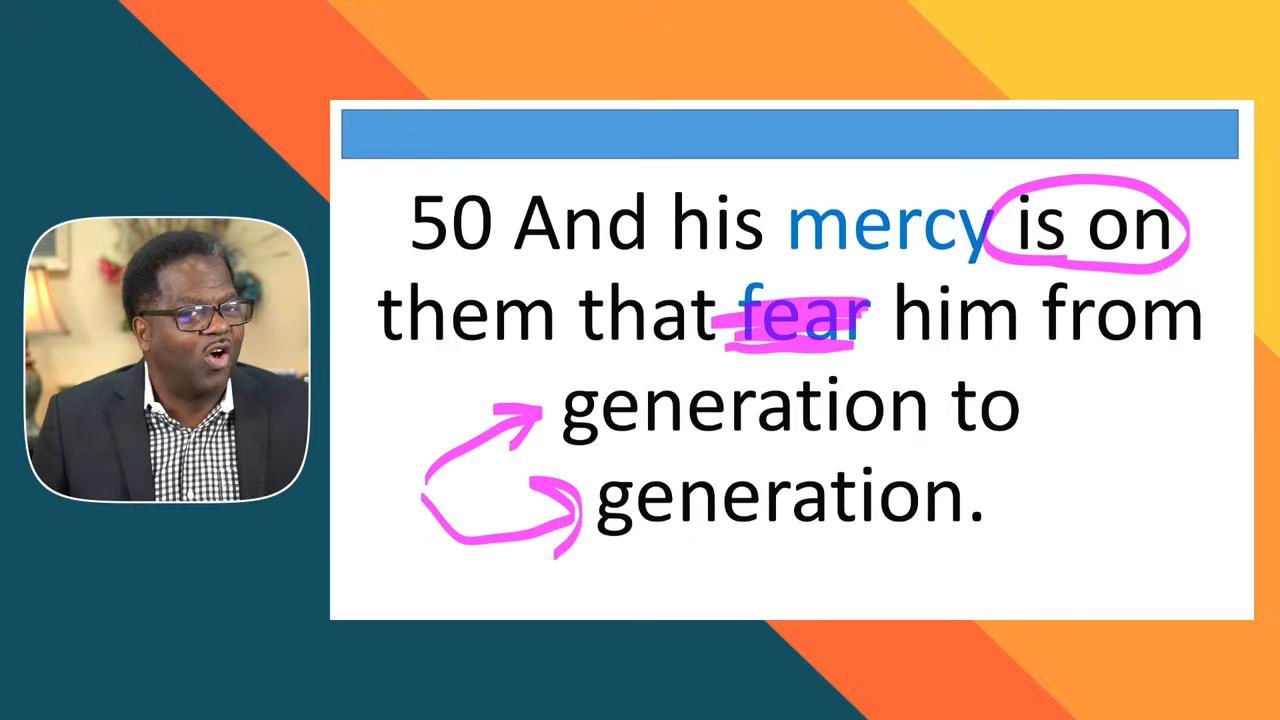 50 And his mercy is on
them that fear him from
generation to
generation.